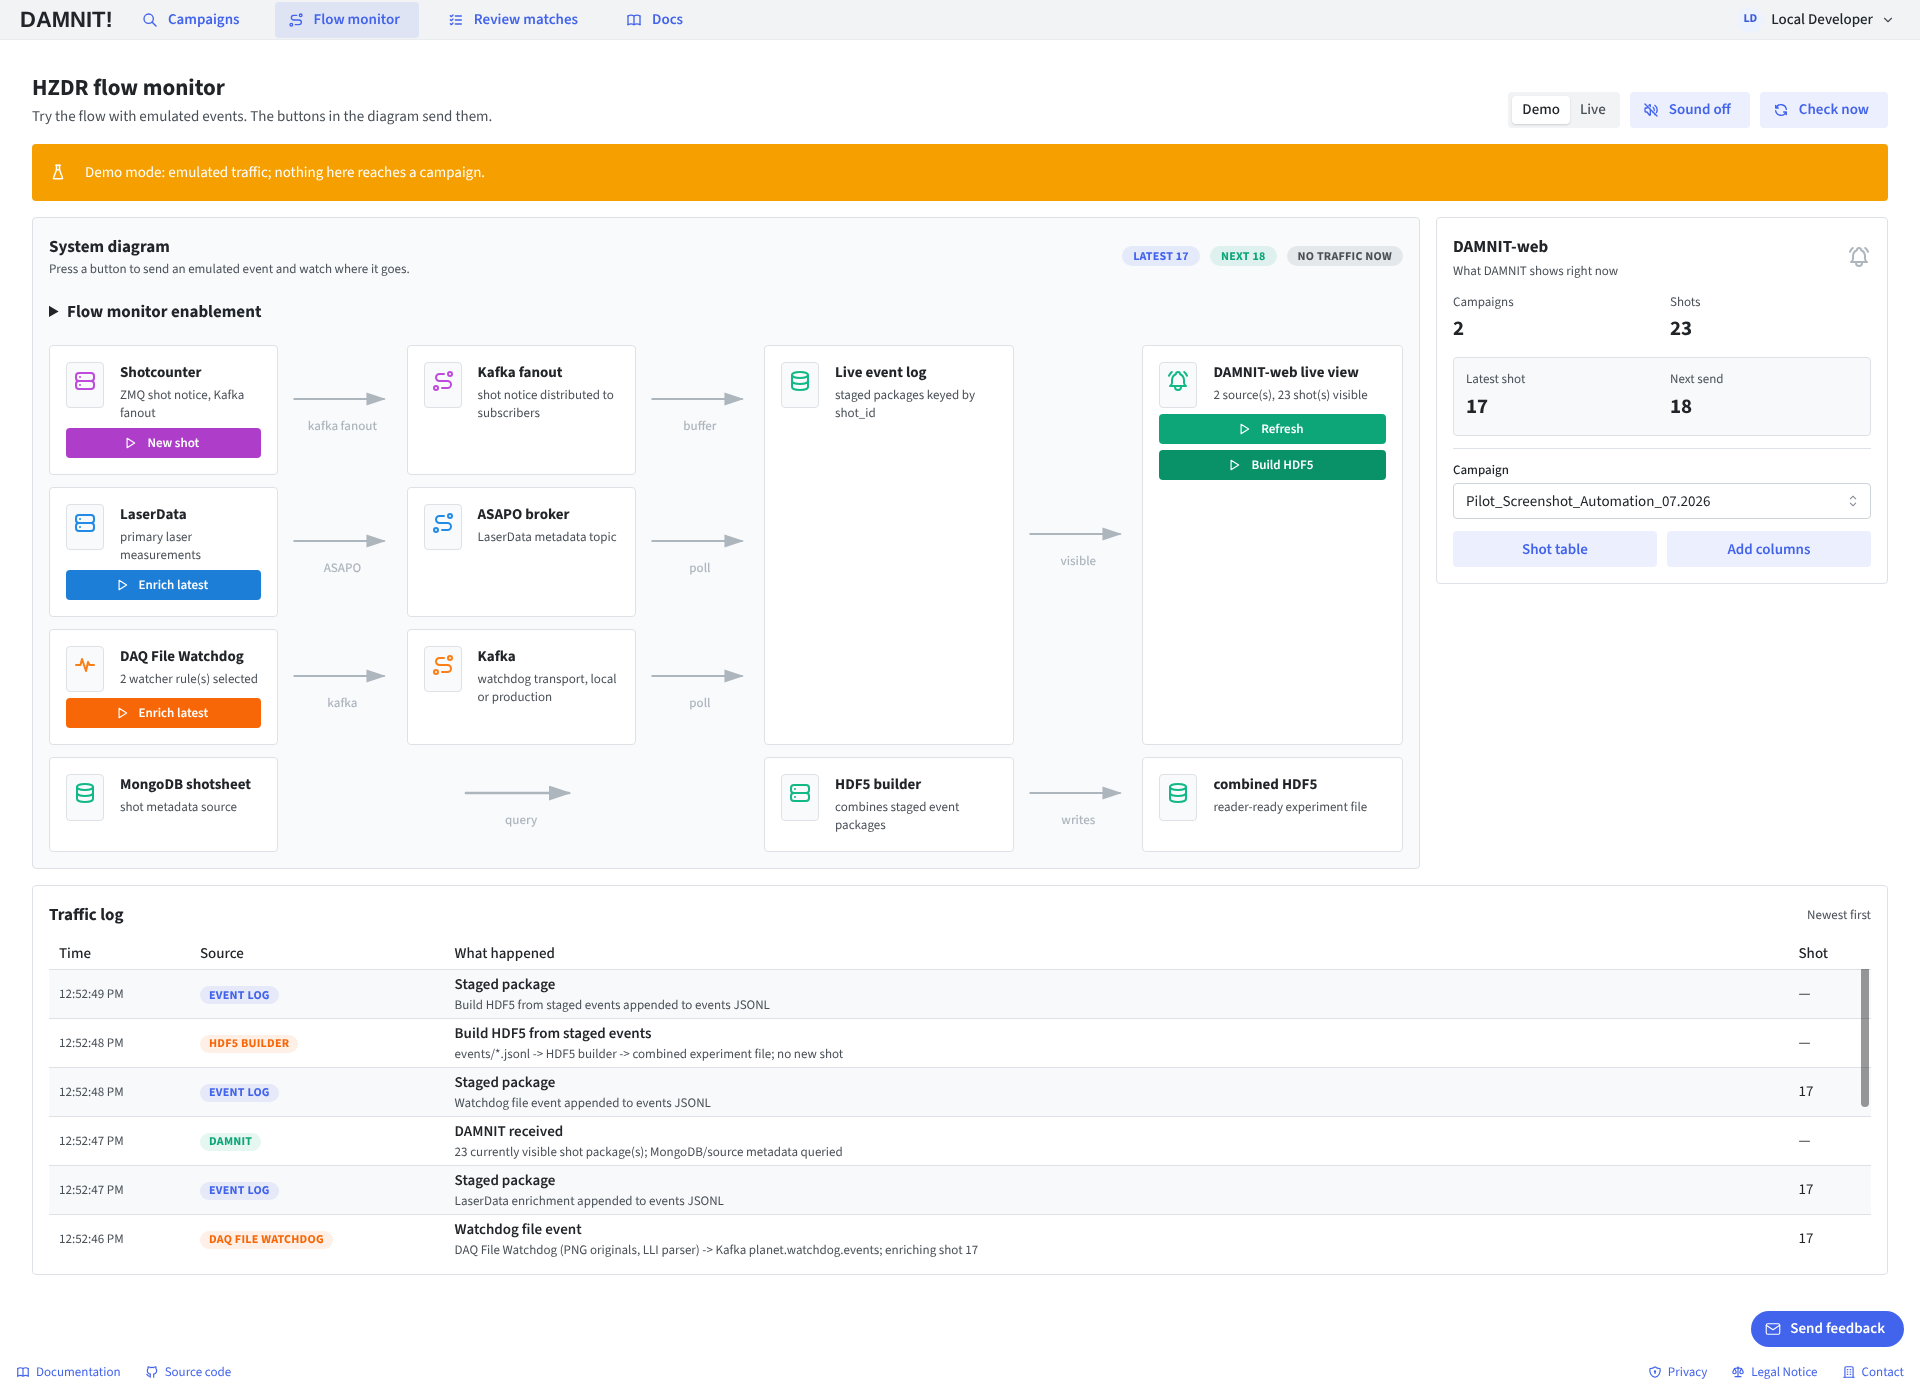 DAMNIT!
Campaigns
Flow monitor
Review matches
Docs
LD
Local Developer
HZDR flow monitor
Try the flow with emulated events. The buttons in the diagram send them.
Demo
Live
Sound off
Check now
Demo mode: emulated traffic; nothing here reaches a campaign.
System diagram
Press a button to send an emulated event and watch where it goes.
LATEST 17
NEXT 18
NO TRAFFIC NOW
Flow monitor enablement
Shotcounter
ZMQ shot notice, Kafka
fanout
New shot
kafka fanout
Kafka fanout
shot notice distributed to
subscribers
buffer
Live event log
staged packages keyed by
shot_id
visible
DAMNIT-web live view
2 source(s), 23 shot(s) visible
Refresh
Build HDF5
LaserData
primary laser
measurements
Enrich latest
ASAPO
ASAPO broker
LaserData metadata topic
poll
DAQ File Watchdog
2 watcher rule(s) selected
Enrich latest
kafka
Kafka
watchdog transport, local
or production
poll
MongoDB shotsheet
shot metadata source
query
HDF5 builder
combines staged event
packages
writes
combined HDF5
reader-ready experiment file
DAMNIT-web
What DAMNIT shows right now
Campaigns
Shots
2
23
Latest shot
Next send
17
18
Campaign
Pilot_Screenshot_Automation_07.2026
Shot table
Add columns
Traffic log
Newest first
Time
Source
What happened
Shot
12:52:49 PM
EVENT LOG
Staged package
Build HDF5 from staged events appended to events JSONL
—
12:52:48 PM
HDF5 BUILDER
Build HDF5 from staged events
events/*.jsonl -> HDF5 builder -> combined experiment file; no new shot
—
12:52:48 PM
EVENT LOG
Staged package
Watchdog file event appended to events JSONL
17
12:52:47 PM
DAMNIT
DAMNIT received
23 currently visible shot package(s); MongoDB/source metadata queried
—
12:52:47 PM
EVENT LOG
Staged package
LaserData enrichment appended to events JSONL
17
12:52:46 PM
DAQ FILE WATCHDOG
Watchdog file event
DAQ File Watchdog (PNG originals, LLI parser) -> Kafka planet.watchdog.events; enriching shot 17
17
Send feedback
Documentation
Source code
Privacy
Legal Notice
Contact